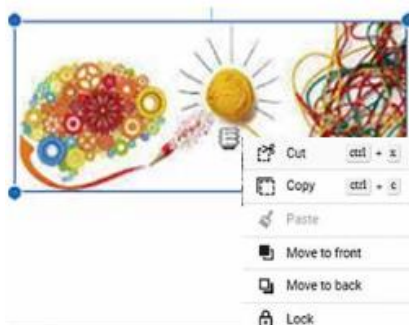 Cut ctrl + x
Copy ctrl + c
Paste
Move to front
Move to back
Lock